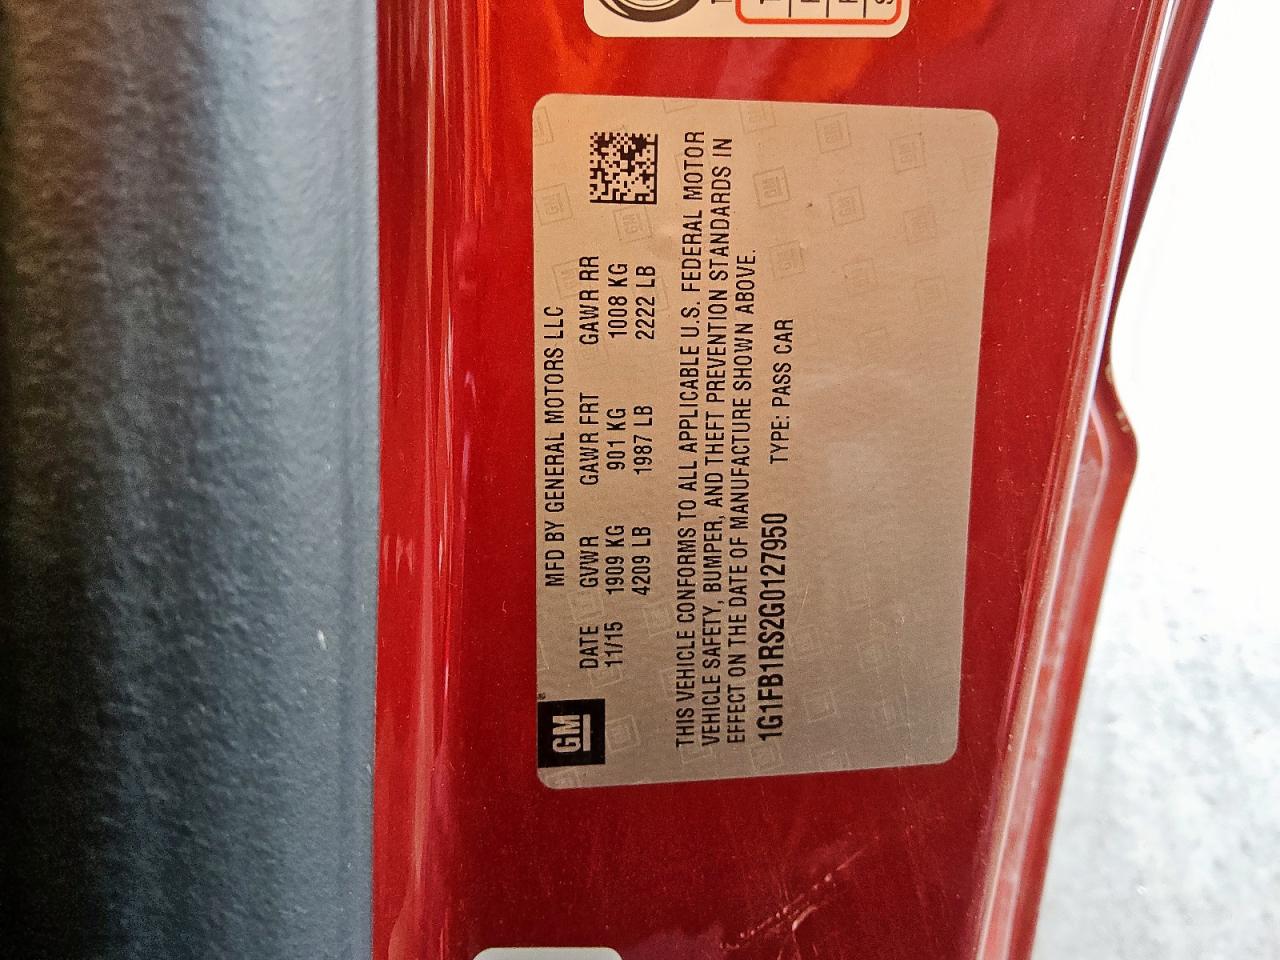 GM
MFD BY GENERAL MOTORS LLC
DATE GVWR GAWR FRT GAWR RR
11/15 1909 KG 901 KG 1008 KG
4209 LB 1987 LB 2222 LB
THIS VEHICLE CONFORMS TO ALL APPLICABLE U.S. FEDERAL MOTOR
VEHICLE SAFETY, BUMPER, AND THEFT PREVENTION STANDARDS IN
EFFECT ON THE DATE OF MANUFACTURE SHOWN ABOVE.
1G1FB1RS2G0127950 TYPE: PASS CAR